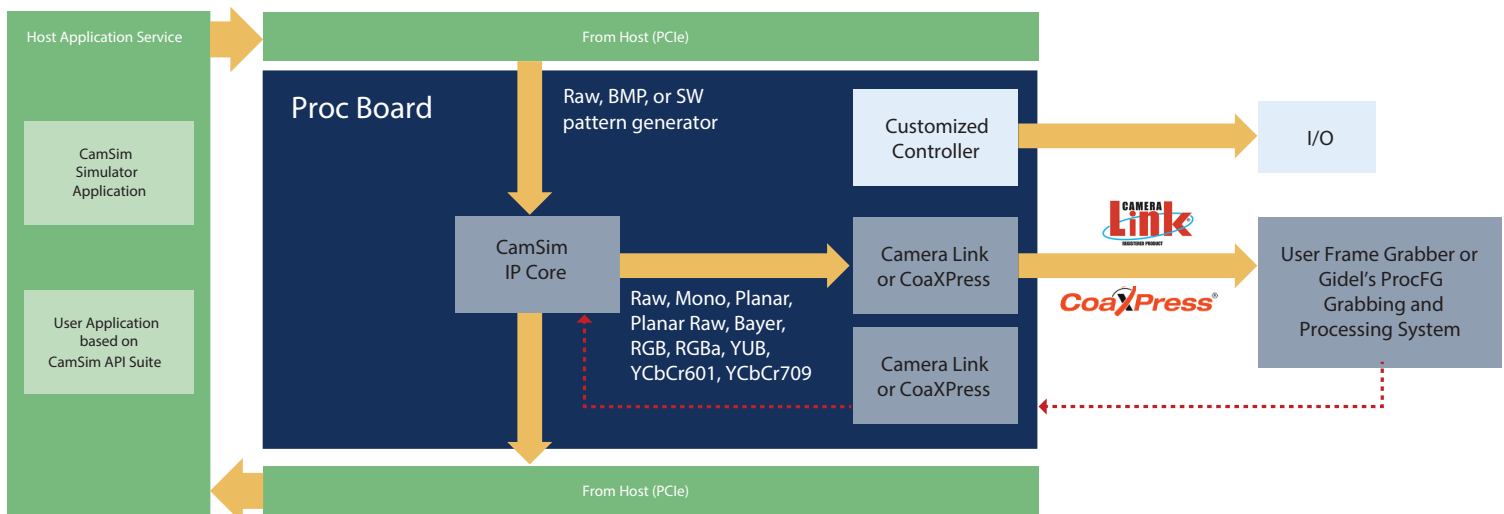 Host Application Service
CamSim
Simulator
Application
User Application
based on
CamSim API Suite
From Host (PCIe)
Proc Board
Raw, BMP, or SW
pattern generator
CamSim
IP Core
Raw, Mono, Planar,
Planar Raw, Bayer,
RGB, RGBa, YUB,
YCbCr601, YCbCr709
Customized
Controller
I/O
Camera Link
or CoaXPress
CAMERA
Link®
REGISTERED PRODUCT
CoaXPress®
User Frame Grabber or
Gidel's ProcFG
Grabbing and
Processing System
Camera Link
or CoaXPress
From Host (PCIe)